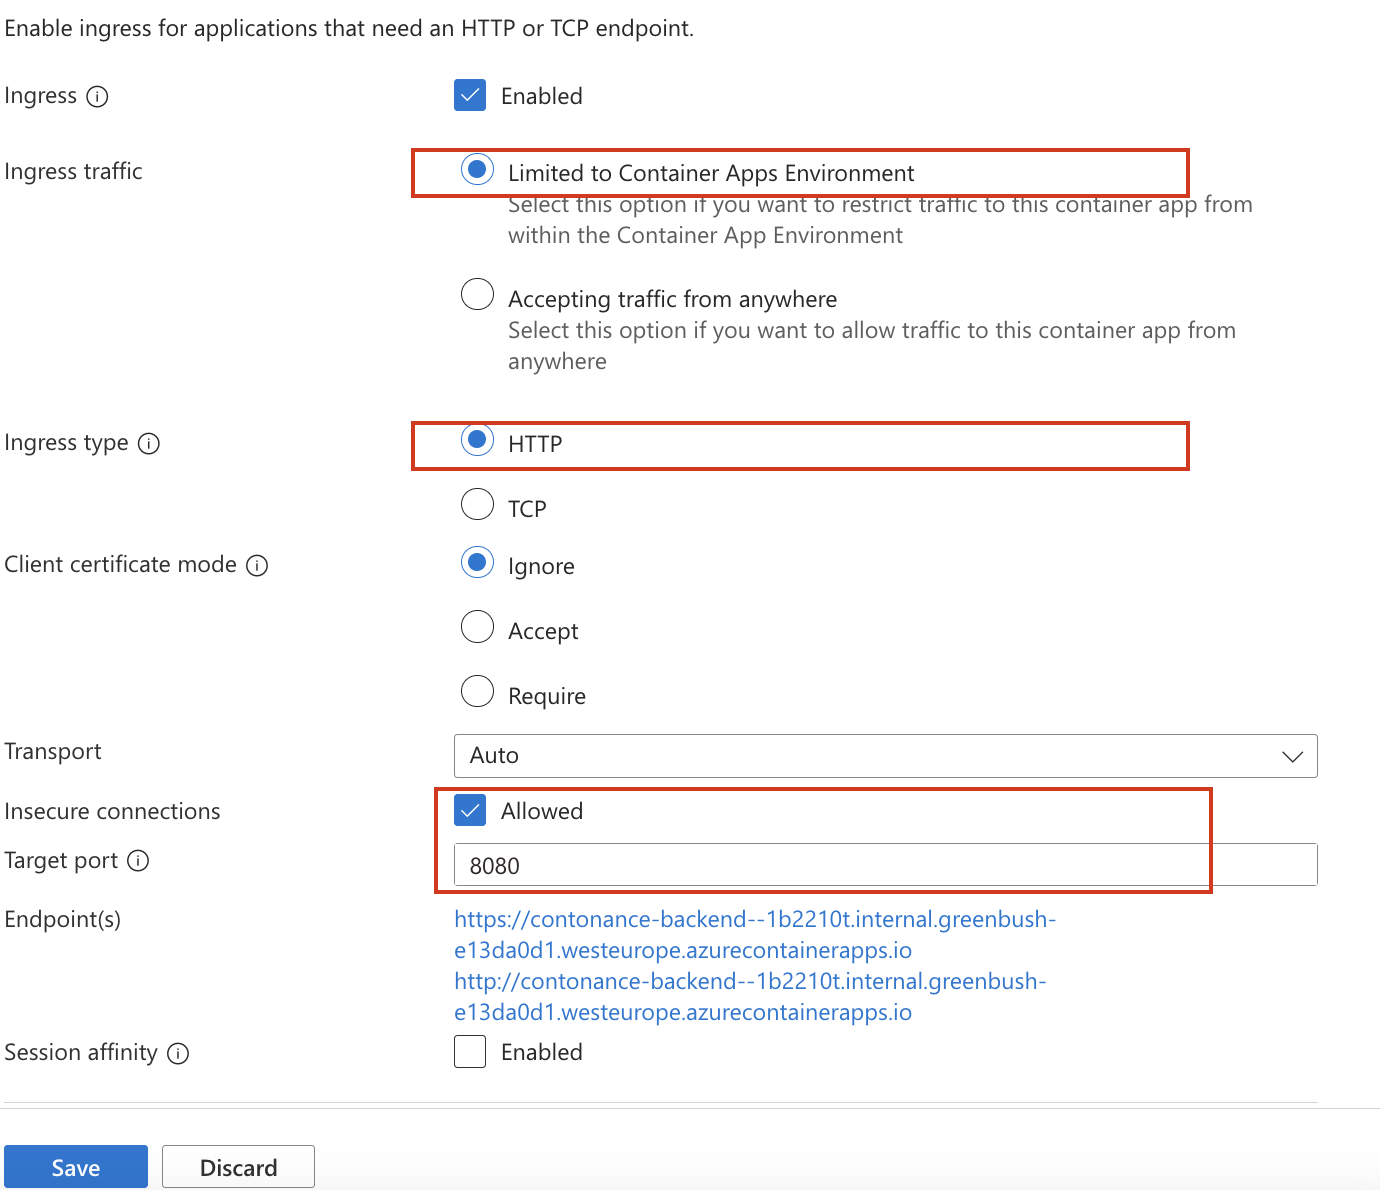 Enable ingress for applications that need an HTTP or TCP endpoint.
Ingress
Enabled
Ingress traffic
Limited to Container Apps Environment
Select this option if you want to restrict traffic to this container app from
within the Container App Environment
Accepting traffic from anywhere
Select this option if you want to allow traffic to this container app from
anywhere
Ingress type
HTTP
TCP
Client certificate mode
Ignore
Accept
Require
Transport
Auto
Insecure connections
Allowed
Target port
8080
Endpoint(s)
https://contonance-backend--1b2210t.internal.greenbush-
e13da0d1.westeurope.azurecontainerapps.io
http://contonance-backend--1b2210t.internal.greenbush-
e13da0d1.westeurope.azurecontainerapps.io
Session affinity
Enabled
Save
Discard